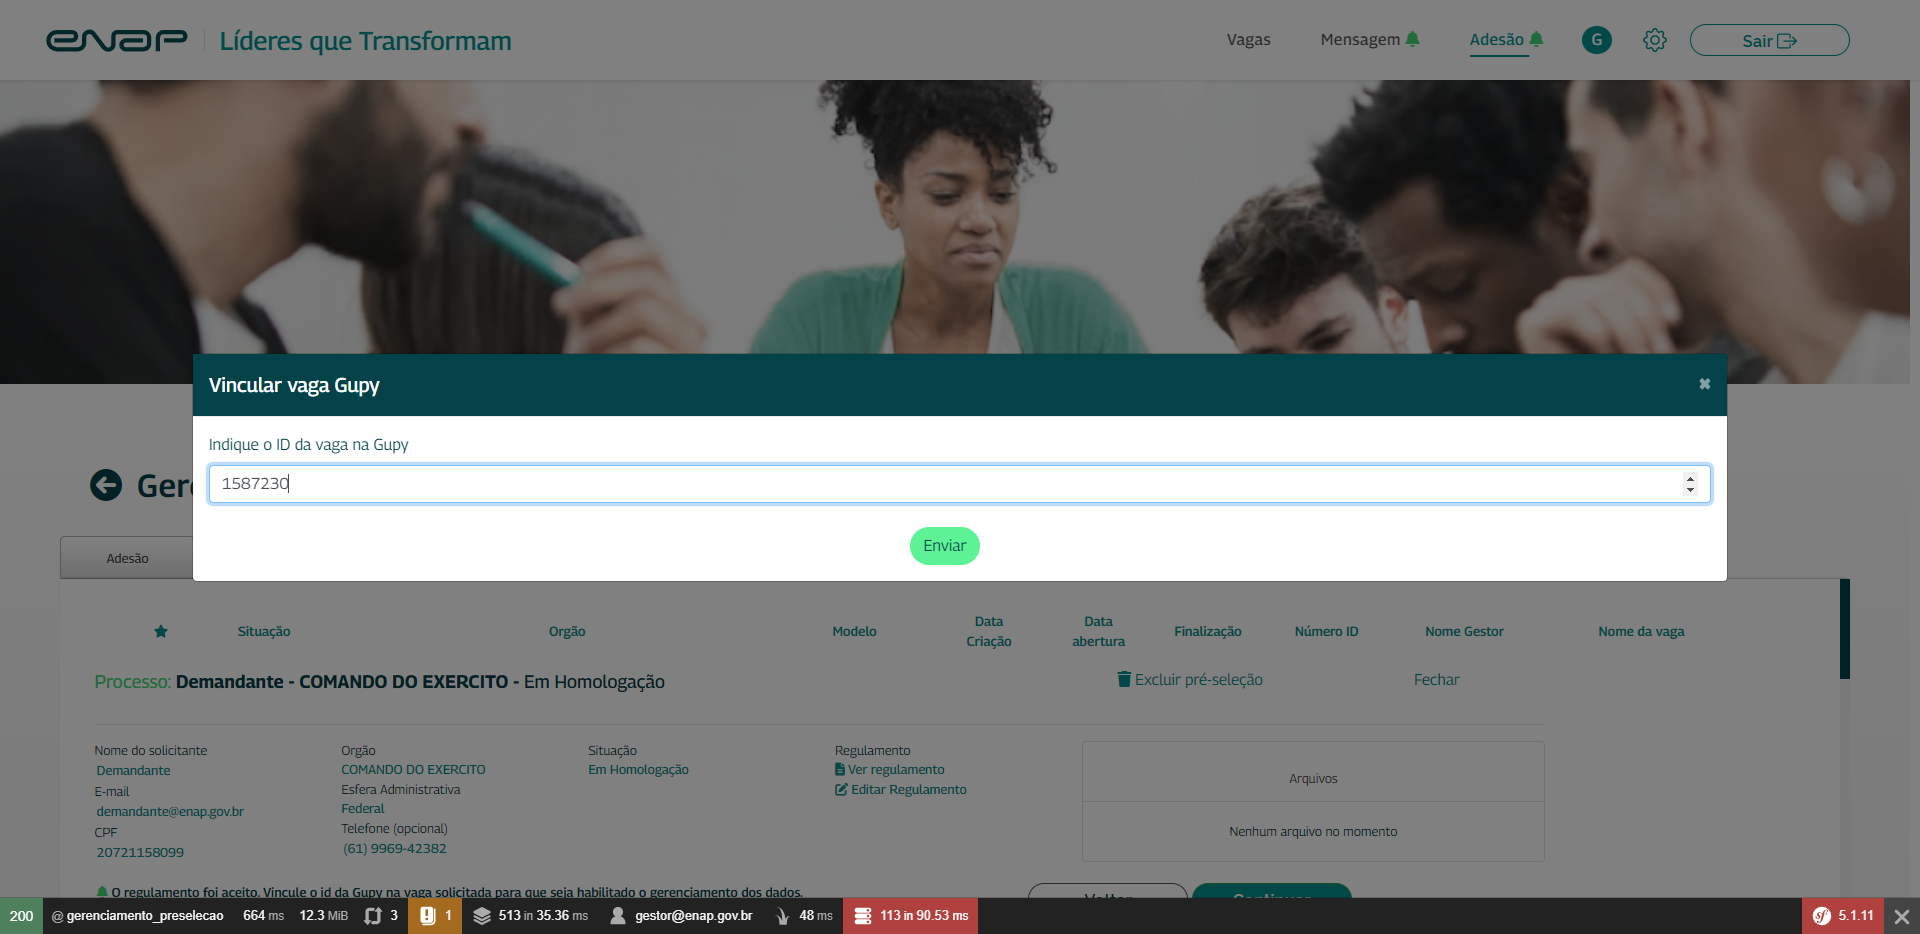 enap Líderes que Transformam
Vagas Mensagem Adesão G Sair
Vincular vaga Gupy
Indique o ID da vaga na Gupy
1587230
Enviar
Adesão
Situação Orgão Modelo Data Criação Data abertura Finalização Número ID Nome Gestor Nome da vaga
Processo: Demandante - COMANDO DO EXERCITO - Em Homologação Excluir pré-seleção Fechar
Nome do solicitante
Demandante
E-mail
demandante@enap.gov.br
CPF
20721158099
Orgão
COMANDO DO EXERCITO
Esfera Administrativa
Federal
Telefone (opcional)
(61) 9969-42382
Situação
Em Homologação
Regulamento
Ver regulamento
Editar Regulamento
Arquivos
Nenhum arquivo no momento
O regulamento foi aceito. Vincule o id da Gupy na vaga solicitada para que seja habilitado o gerenciamento dos dados.
200 @ gerenciamento_preselecao 664 ms 12.3 MiB 3 1 513 in 35.36 ms gestor@enap.gov.br 48 ms 113 in 90.53 ms sf 5.1.11